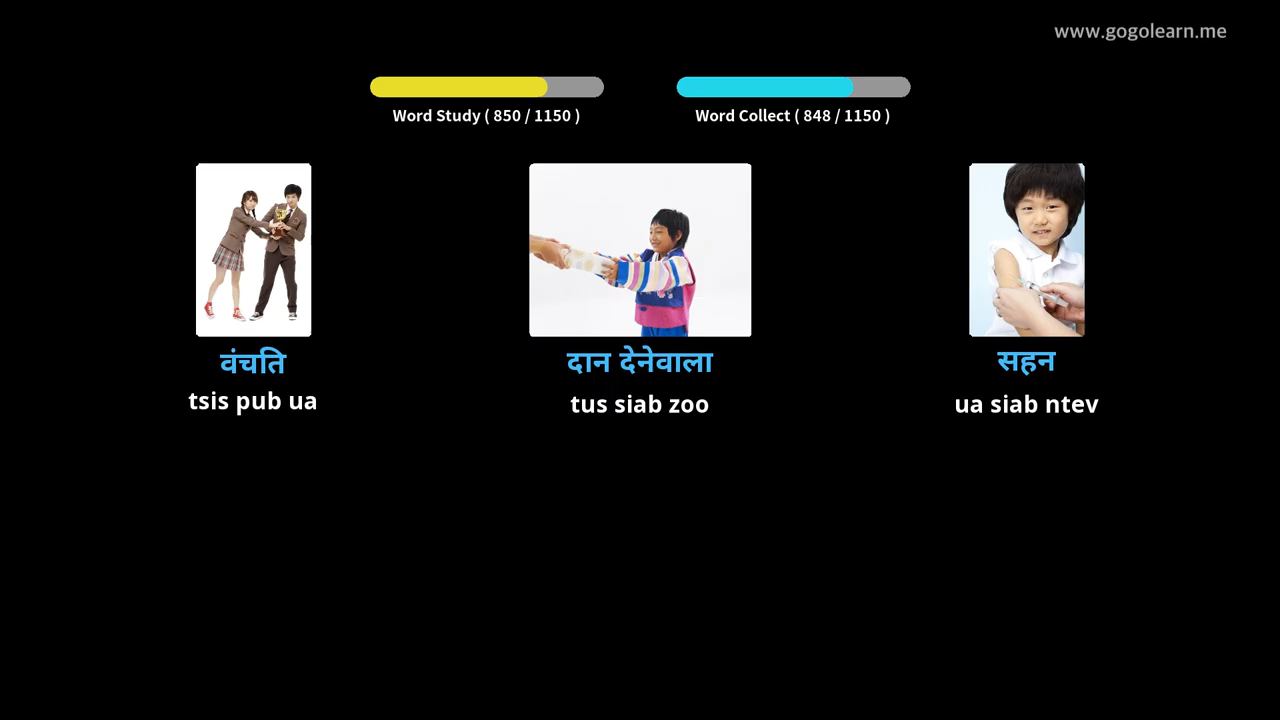 www.gogolearn.me
Word Study ( 850 / 1150 )
Word Collect ( 848 / 1150 )
वंचति
दान देनेवाला
सहन
tsis pub ua
tus siab zoo
ua siab ntev